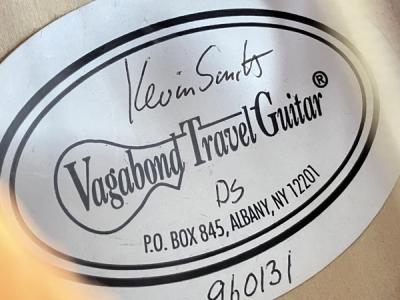 Kevin Smith
Vagabond Travel Guitar®
DS
P.O. BOX 845, ALBANY, NY 12201
960131